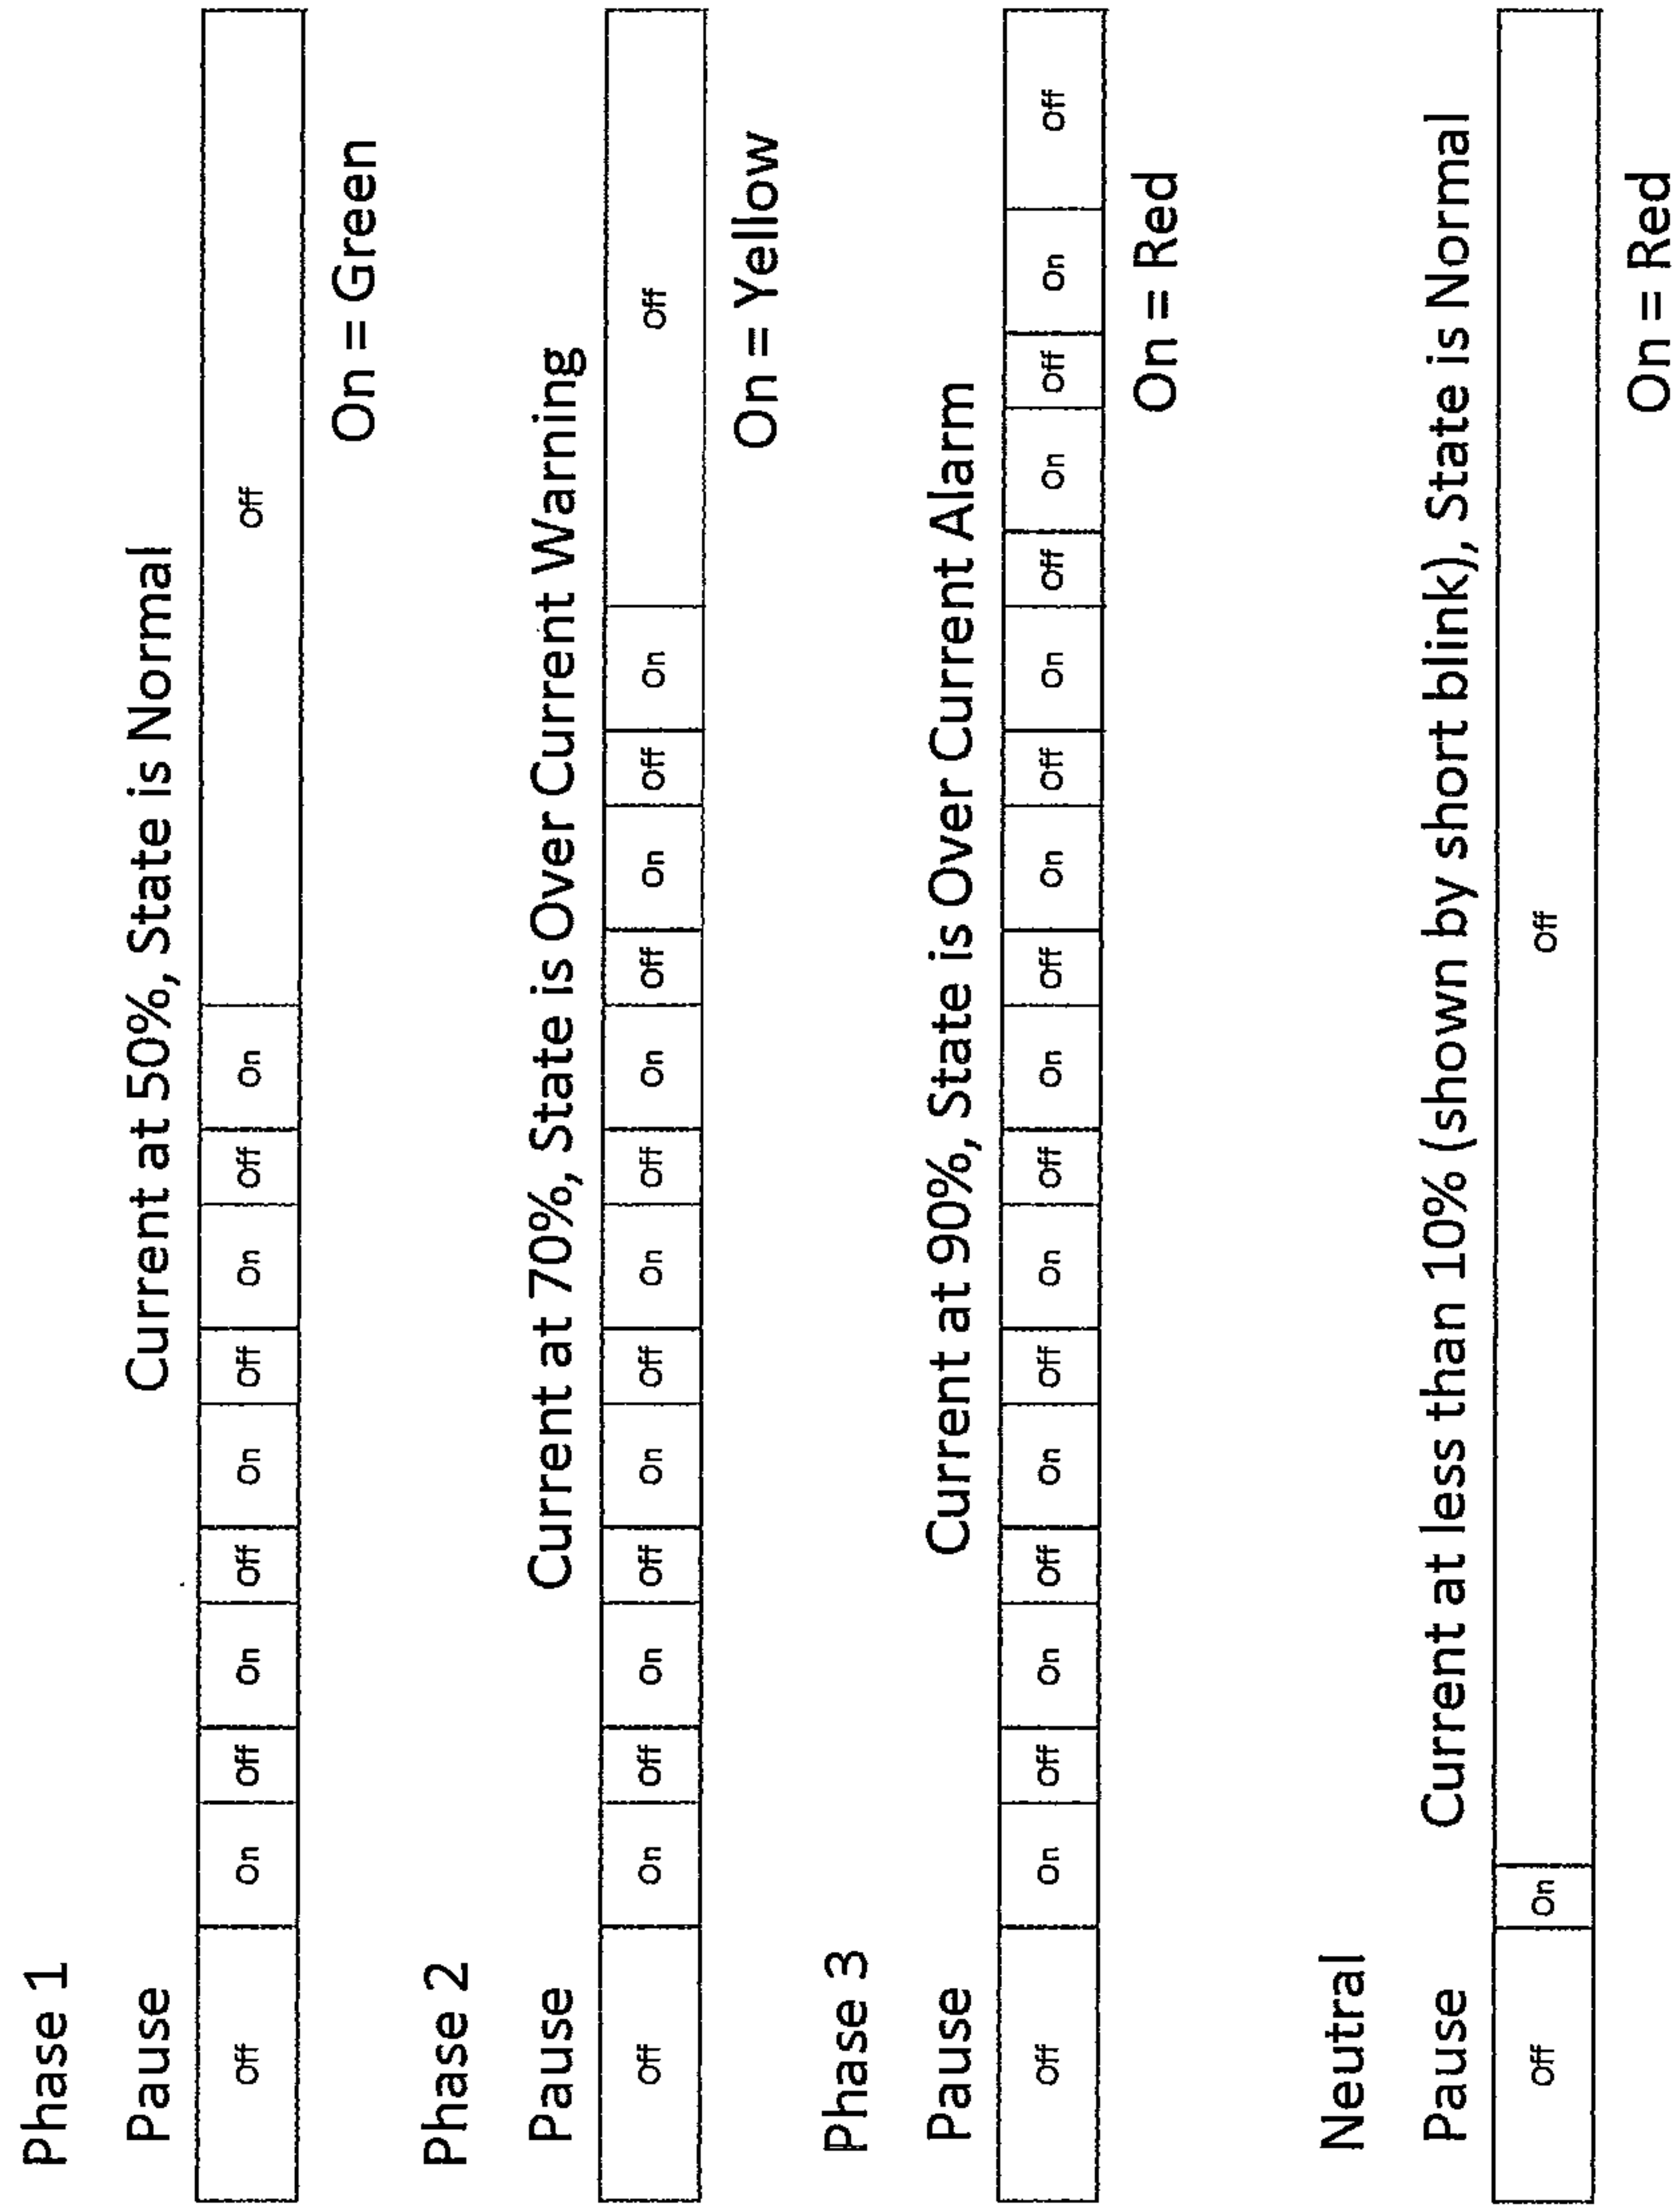 Phase 1
Pause Current at 50%, State is Normal
Off On Off On Off On Off On Off On Off
On = Green
Phase 2
Pause Current at 70%, State is Over Current Warning
Off On Off On Off On Off On Off On Off On Off On Off
On = Yellow
Phase 3
Pause Current at 90%, State is Over Current Alarm
Off On Off On Off On Off On Off On Off On Off On Off On Off On Off
On = Red
Neutral
Pause Current at less than 10% (shown by short blink), State is Normal
Off On Off
On = Red